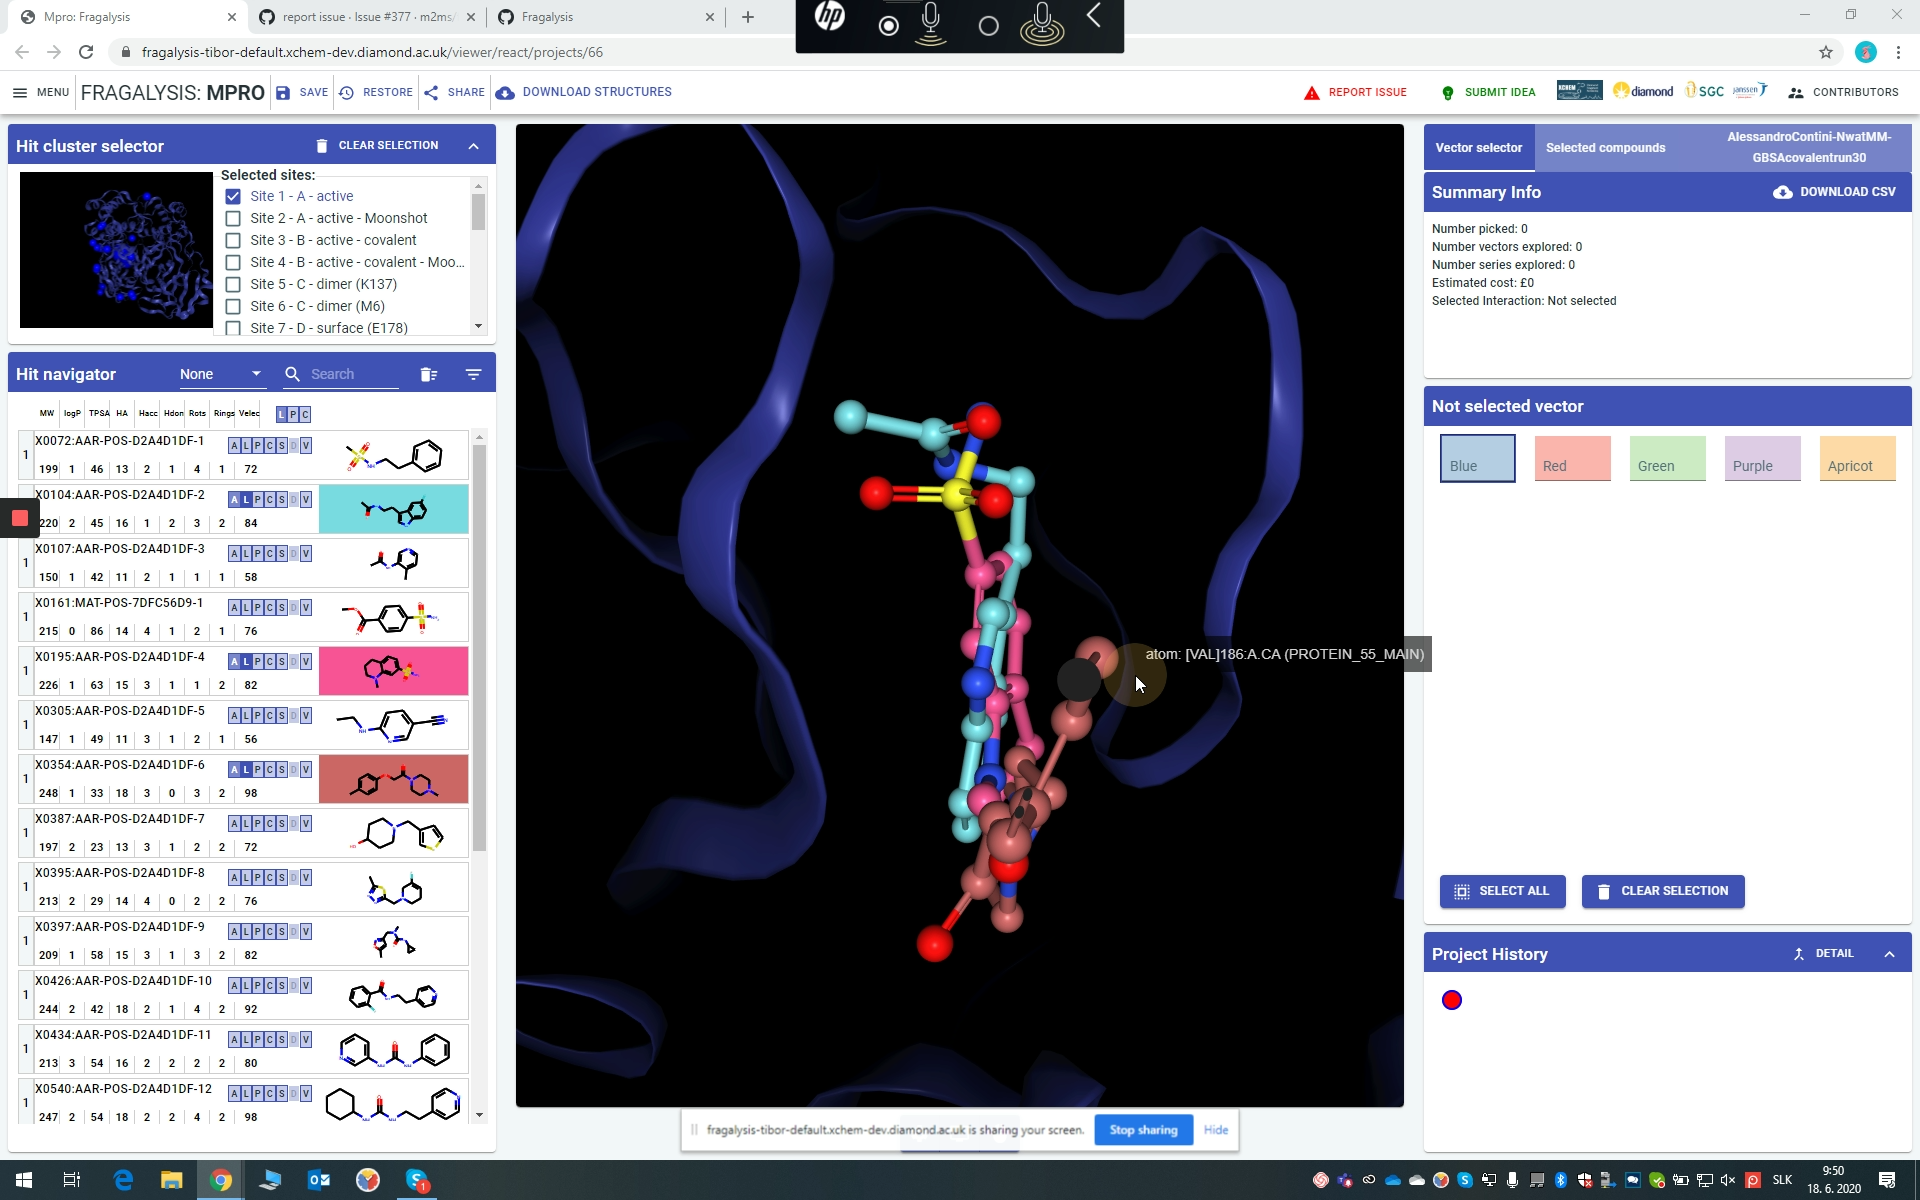 Mpro: Fragalysis
report issue · Issue #377 · m2ms/
Fragalysis
hp
fragalysis-tibor-default.xchem-dev.diamond.ac.uk/viewer/react/projects/66
MENU
FRAGALYSIS: MPRO
SAVE
RESTORE
SHARE
DOWNLOAD STRUCTURES
REPORT ISSUE
SUBMIT IDEA
XCHEM
diamond
SGC
janssen
CONTRIBUTORS
Hit cluster selector
CLEAR SELECTION
Selected sites:
Site 1 - A - active
Site 2 - A - active - Moonshot
Site 3 - B - active - covalent
Site 4 - B - active - covalent - Moo...
Site 5 - C - dimer (K137)
Site 6 - C - dimer (M6)
Site 7 - D - surface (E178)
Hit navigator
None
Search
MW logP TPSA HA Hacc Hdon Rots Rings Velec L P C
1 X0072:AAR-POS-D2A4D1DF-1 A L P C S D V
199 1 46 13 2 1 4 1 72
X0104:AAR-POS-D2A4D1DF-2 A L P C S D V
220 2 45 16 1 2 3 2 84
1 X0107:AAR-POS-D2A4D1DF-3 A L P C S D V
150 1 42 11 2 1 1 1 58
1 X0161:MAT-POS-7DFC56D9-1 A L P C S D V
215 0 86 14 4 1 2 1 76
1 X0195:AAR-POS-D2A4D1DF-4 A L P C S D V
226 1 63 15 3 1 1 2 82
1 X0305:AAR-POS-D2A4D1DF-5 A L P C S D V
147 1 49 11 3 1 2 1 56
1 X0354:AAR-POS-D2A4D1DF-6 A L P C S D V
248 1 33 18 3 0 3 2 98
1 X0387:AAR-POS-D2A4D1DF-7 A L P C S D V
197 2 23 13 3 1 2 2 72
1 X0395:AAR-POS-D2A4D1DF-8 A L P C S D V
213 2 29 14 4 0 2 2 76
1 X0397:AAR-POS-D2A4D1DF-9 A L P C S D V
209 1 58 15 3 1 3 2 82
1 X0426:AAR-POS-D2A4D1DF-10 A L P C S D V
244 2 42 18 2 1 4 2 92
1 X0434:AAR-POS-D2A4D1DF-11 A L P C S D V
213 3 54 16 2 2 2 2 80
1 X0540:AAR-POS-D2A4D1DF-12 A L P C S D V
247 2 54 18 2 2 4 2 98
atom: [VAL]186:A.CA (PROTEIN_55_MAIN)
Vector selector
Selected compounds
AlessandroContini-NwatMM-
GBSAcovalentrun30
Summary Info
DOWNLOAD CSV
Number picked: 0
Number vectors explored: 0
Number series explored: 0
Estimated cost: £0
Selected Interaction: Not selected
Not selected vector
Blue
Red
Green
Purple
Apricot
SELECT ALL
CLEAR SELECTION
Project History
DETAIL
fragalysis-tibor-default.xchem-dev.diamond.ac.uk is sharing your screen.
Stop sharing
Hide
SLK
9:50
18. 6. 2020